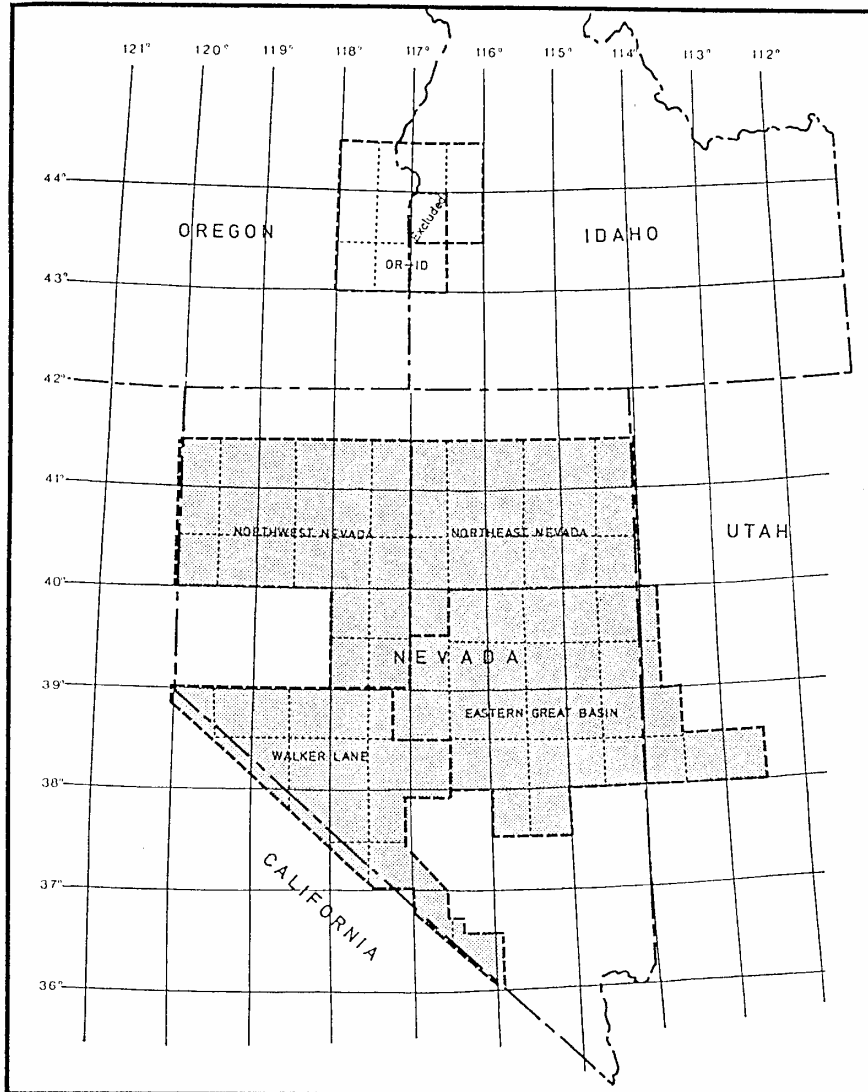 121° 120° 119° 118° 117° 116° 115° 114° 113° 112°
44°
OREGON
Excluded
IDAHO
43°
OR-ID
42°
41°
NORTHWEST NEVADA
NORTHEAST NEVADA
UTAH
40°
NEVADA
39°
EASTERN GREAT BASIN
WALKER LANE
38°
CALIFORNIA
37°
36°